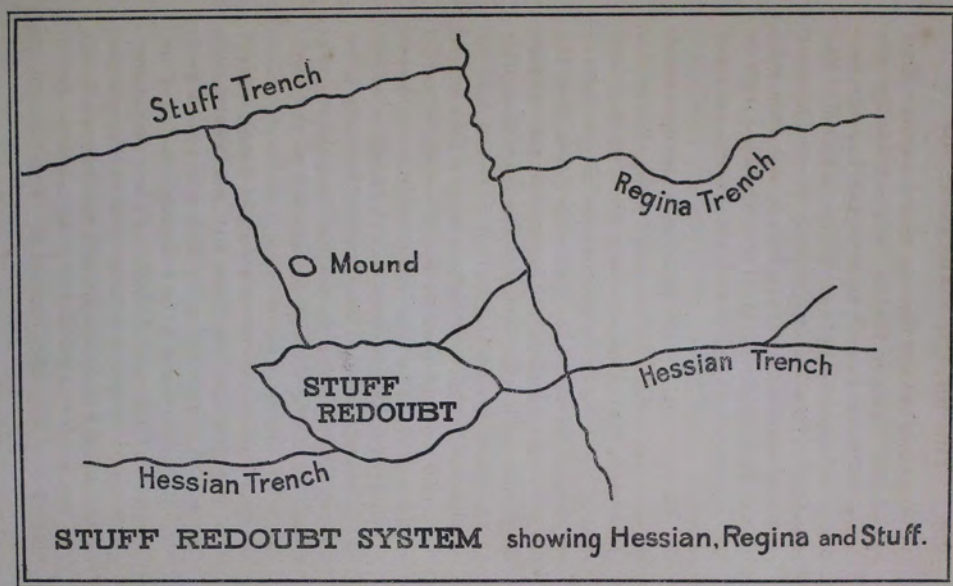 Stuff Trench
Regina Trench
Mound
Hessian Trench
STUFF
REDOUBT
Hessian Trench
STUFF REDOUBT SYSTEM showing Hessian, Regina and Stuff.